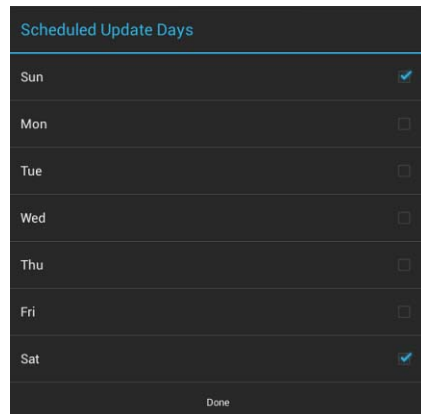 Scheduled Update Days
Sun
Mon
Tue
Wed
Thu
Fri
Sat
Done